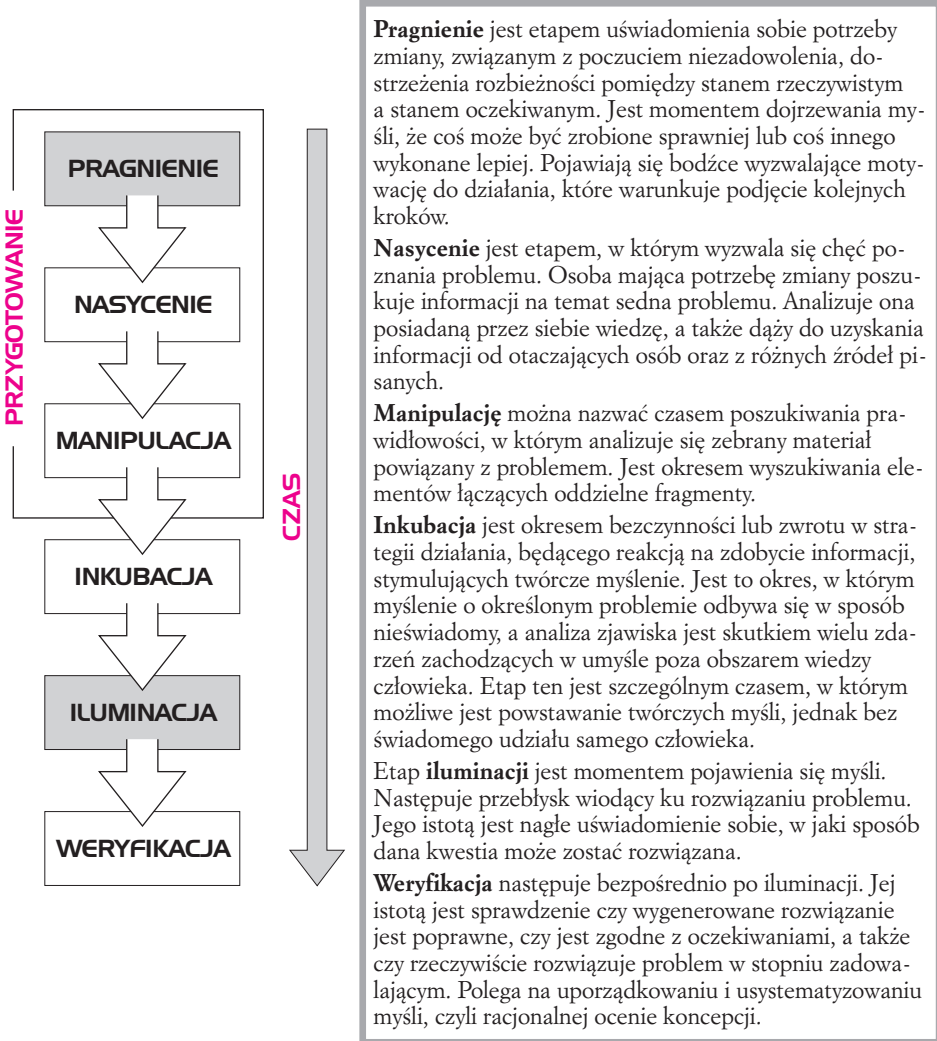 PRZYGOTOWANIE
PRAGNIENIE
NASYCENIE
MANIPULACJA
INKUBACJA
ILUMINACJA
WERYFIKACJA
CZAS
Pragnienie jest etapem uświadomienia sobie potrzeby
zmiany, związanym z poczuciem niezadowolenia, do-
strzeżenia rozbieżności pomiędzy stanem rzeczywistym
a stanem oczekiwanym. Jest momentem dojrzewania my-
śli, że coś może być zrobione sprawniej lub coś innego
wykonane lepiej. Pojawiają się bodźce wyzwalające moty-
wację do działania, które warunkuje podjęcie kolejnych
kroków.
Nasycenie jest etapem, w którym wyzwala się chęć po-
znania problemu. Osoba mająca potrzebę zmiany poszu-
kuje informacji na temat sedna problemu. Analizuje ona
posiadaną przez siebie wiedzę, a także dąży do uzyskania
informacji od otaczających osób oraz z różnych źródeł pi-
sanych.
Manipulację można nazwać czasem poszukiwania pra-
widłowości, w którym analizuje się zebrany materiał
powiązany z problemem. Jest okresem wyszukiwania ele-
mentów łączących oddzielne fragmenty.
Inkubacja jest okresem bezczynności lub zwrotu w stra-
tegii działania, będącego reakcją na zdobycie informacji,
stymulujących twórcze myślenie. Jest to okres, w którym
myślenie o określonym problemie odbywa się w sposób
nieświadomy, a analiza zjawiska jest skutkiem wielu zda-
rzeń zachodzących w umyśle poza obszarem wiedzy
człowieka. Etap ten jest szczególnym czasem, w którym
możliwe jest powstawanie twórczych myśli, jednak bez
świadomego udziału samego człowieka.
Etap iluminacji jest momentem pojawienia się myśli.
Następuje przebłysk wiodący ku rozwiązaniu problemu.
Jego istotą jest nagłe uświadomienie sobie, w jaki sposób
dana kwestia może zostać rozwiązana.
Weryfikacja następuje bezpośrednio po iluminacji. Jej
istotą jest sprawdzenie czy wygenerowane rozwiązanie
jest poprawne, czy jest zgodne z oczekiwaniami, a także
czy rzeczywiście rozwiązuje problem w stopniu zadowa-
lającym. Polega na uporządkowaniu i usystematyzowaniu
myśli, czyli racjonalnej ocenie koncepcji.